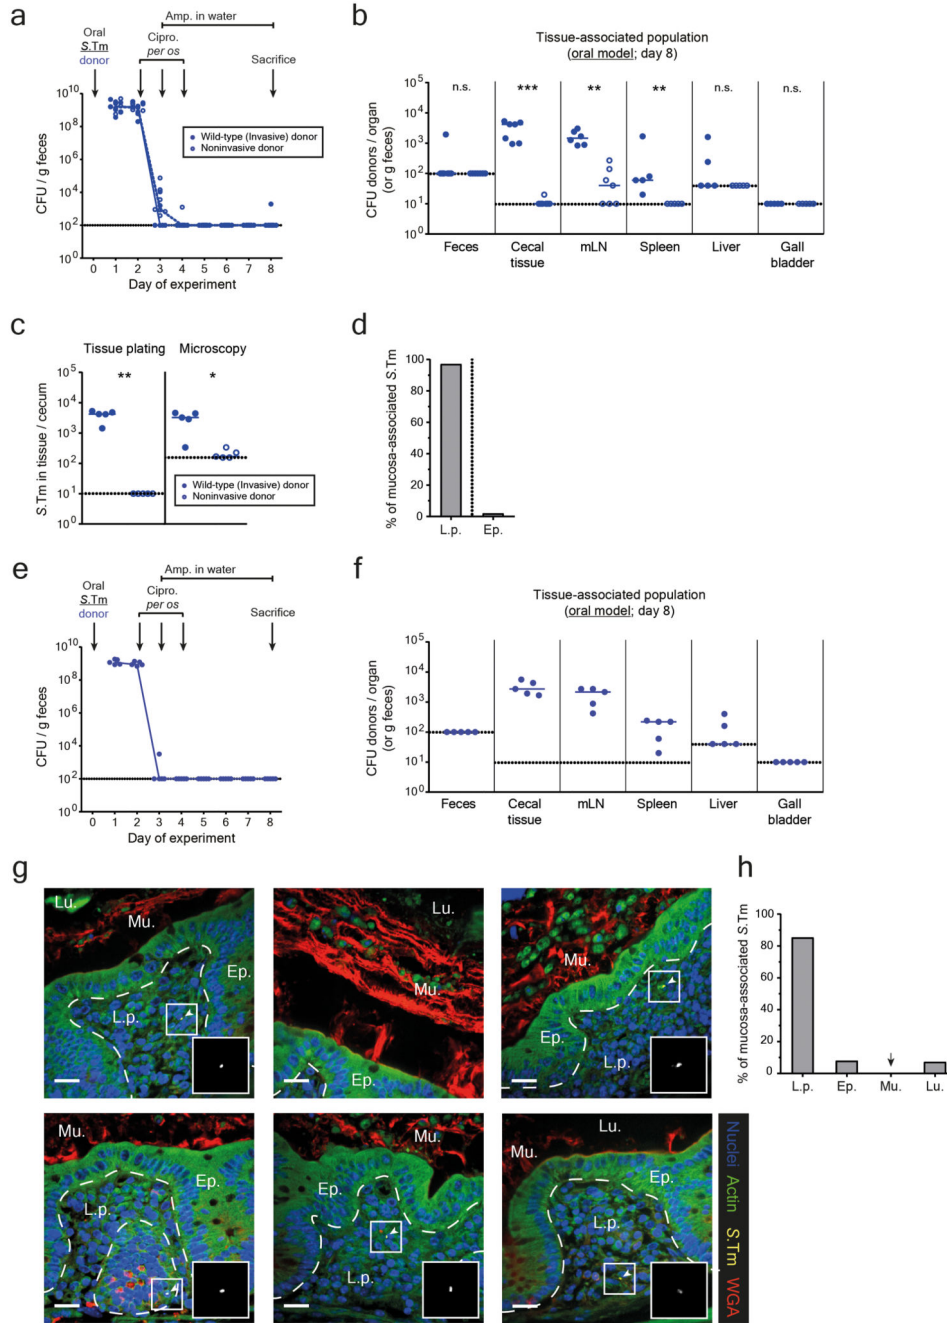 a
Amp. in water
Oral
S.Tm
donor
Cipro.
per os
Sacrifice
CFU / g feces
10^10
10^8
10^6
10^4
10^2
10^0
Wild-type (Invasive) donor
Noninvasive donor
0 1 2 3 4 5 6 7 8
Day of experiment
b
Tissue-associated population
(oral model; day 8)
CFU donors / organ
(or g feces)
10^5
10^4
10^3
10^2
10^1
10^0
n.s. *** ** ** n.s. n.s.
Feces Cecal tissue mLN Spleen Liver Gall bladder
c
Tissue plating Microscopy
S.Tm in tissue / cecum
10^5
10^4
10^3
10^2
10^1
10^0
** *
Wild-type (Invasive) donor
Noninvasive donor
d
% of mucosa-associated S.Tm
100
80
60
40
20
0
L.p. Ep.
e
Amp. in water
Oral
S.Tm
donor
Cipro.
per os
Sacrifice
CFU / g feces
10^10
10^8
10^6
10^4
10^2
10^0
0 1 2 3 4 5 6 7 8
Day of experiment
f
Tissue-associated population
(oral model; day 8)
CFU donors / organ
(or g feces)
10^5
10^4
10^3
10^2
10^1
10^0
Feces Cecal tissue mLN Spleen Liver Gall bladder
g
Lu. Mu. Ep. L.p.
Lu. Mu. Ep.
Mu. Ep. L.p.
Mu. Ep. L.p.
Mu. Ep. L.p.
Lu. Mu. Ep. L.p.
Nuclei Actin S.Tm WGA
h
% of mucosa-associated S.Tm
100
80
60
40
20
0
L.p. Ep. Mu. Lu.